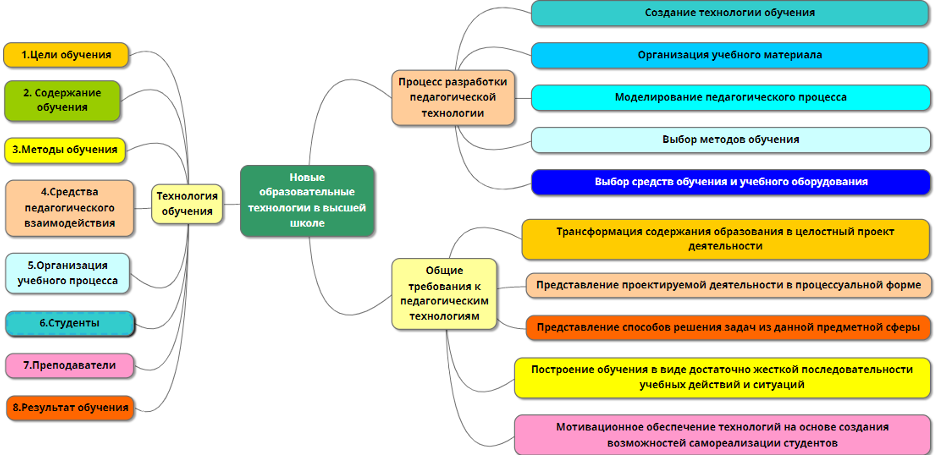 1.Цели обучения
2. Содержание
обучения
3.Методы обучения
4.Средства
педагогического
взаимодействия
5.Организация
учебного процесса
6.Студенты
7.Преподаватели
8.Результат обучения
Технология
обучения
Новые
образовательные
технологии в высшей
школе
Процесс разработки
педагогической
технологии
Создание технологии обучения
Организация учебного материала
Моделирование педагогического процесса
Выбор методов обучения
Выбор средств обучения и учебного оборудования
Общие
требования к
педагогическим
технологиям
Трансформация содержания образования в целостный проект
деятельности
Представление проектируемой деятельности в процессуальной форме
Представление способов решения задач из данной предметной сферы
Построение обучения в виде достаточно жесткой последовательности
учебных действий и ситуаций
Мотивационное обеспечение технологий на основе создания
возможностей самореализации студентов